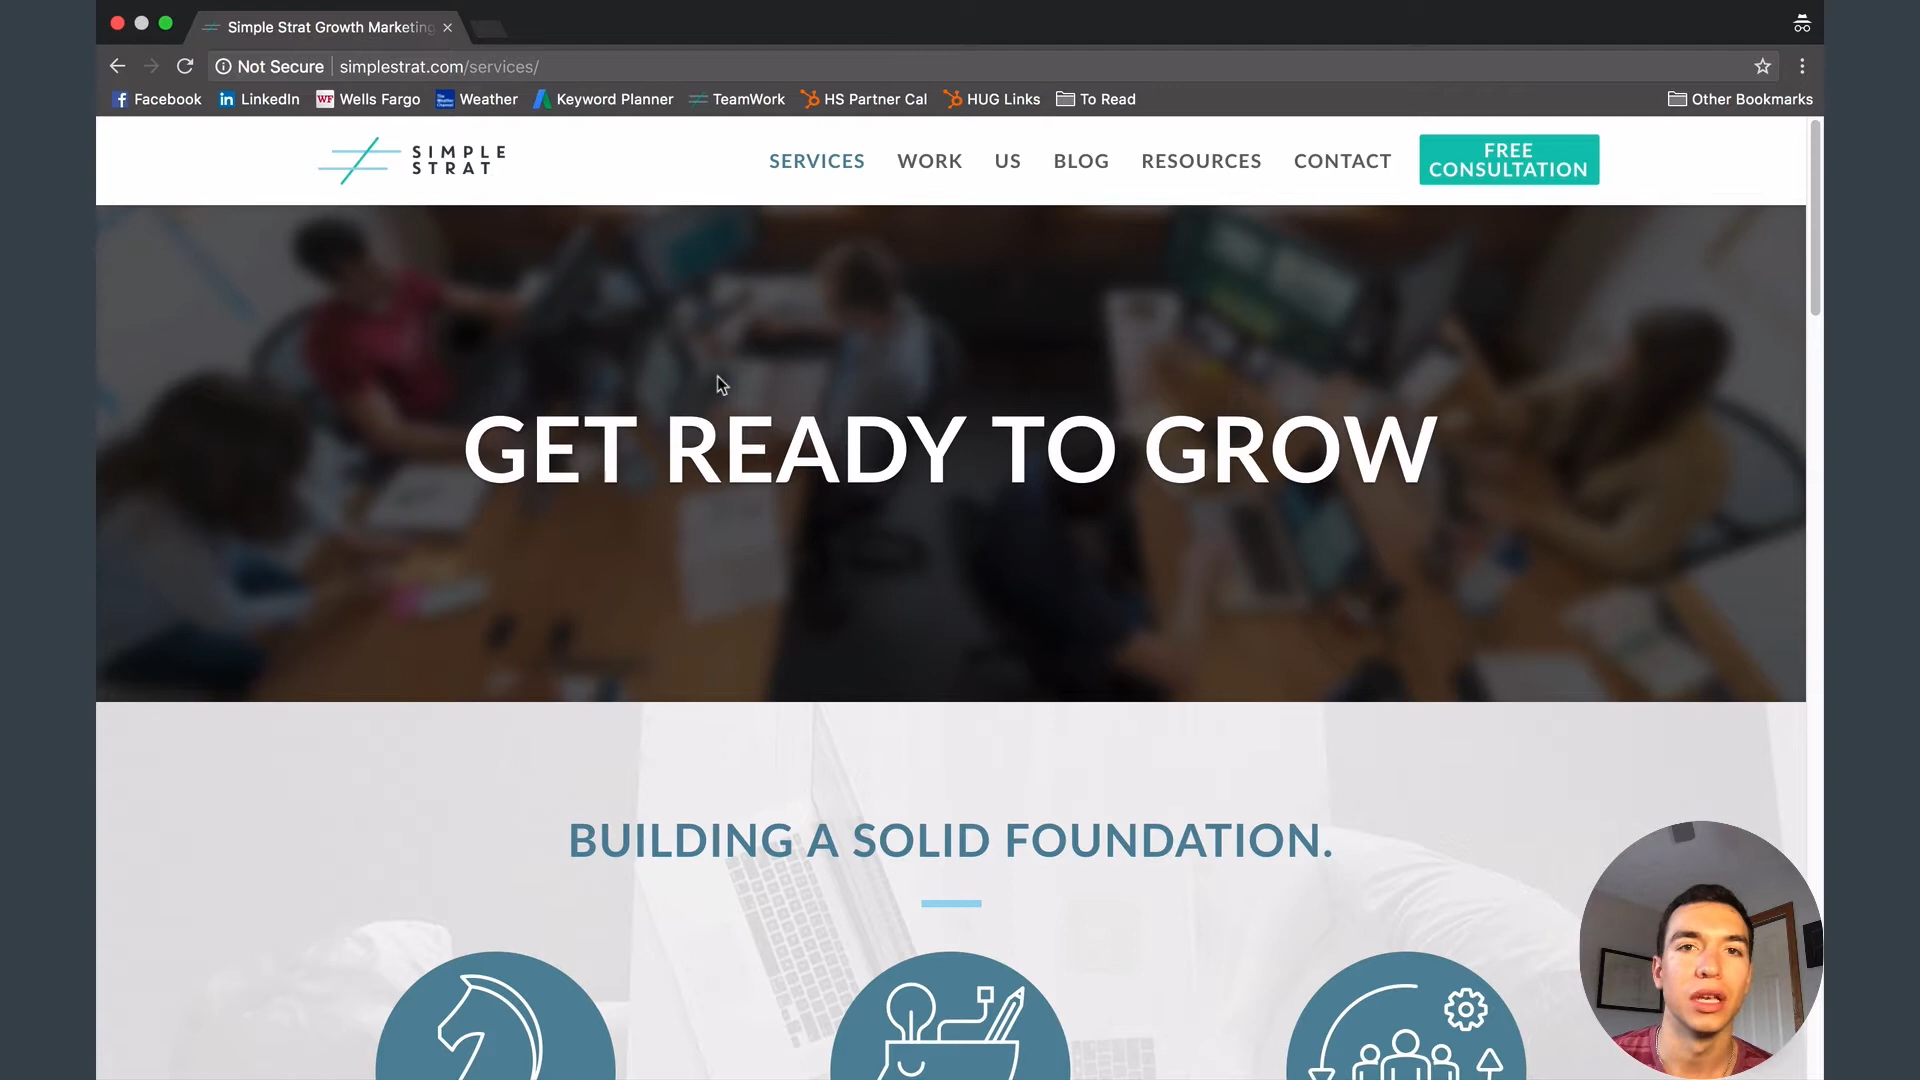 Simple Strat Growth Marketing
Not Secure simplestrat.com/services/
Facebook LinkedIn WF Wells Fargo Weather Keyword Planner TeamWork HS Partner Cal HUG Links To Read Other Bookmarks
SIMPLE
STRAT
SERVICES WORK US BLOG RESOURCES CONTACT
FREE
CONSULTATION
GET READY TO GROW
BUILDING A SOLID FOUNDATION.